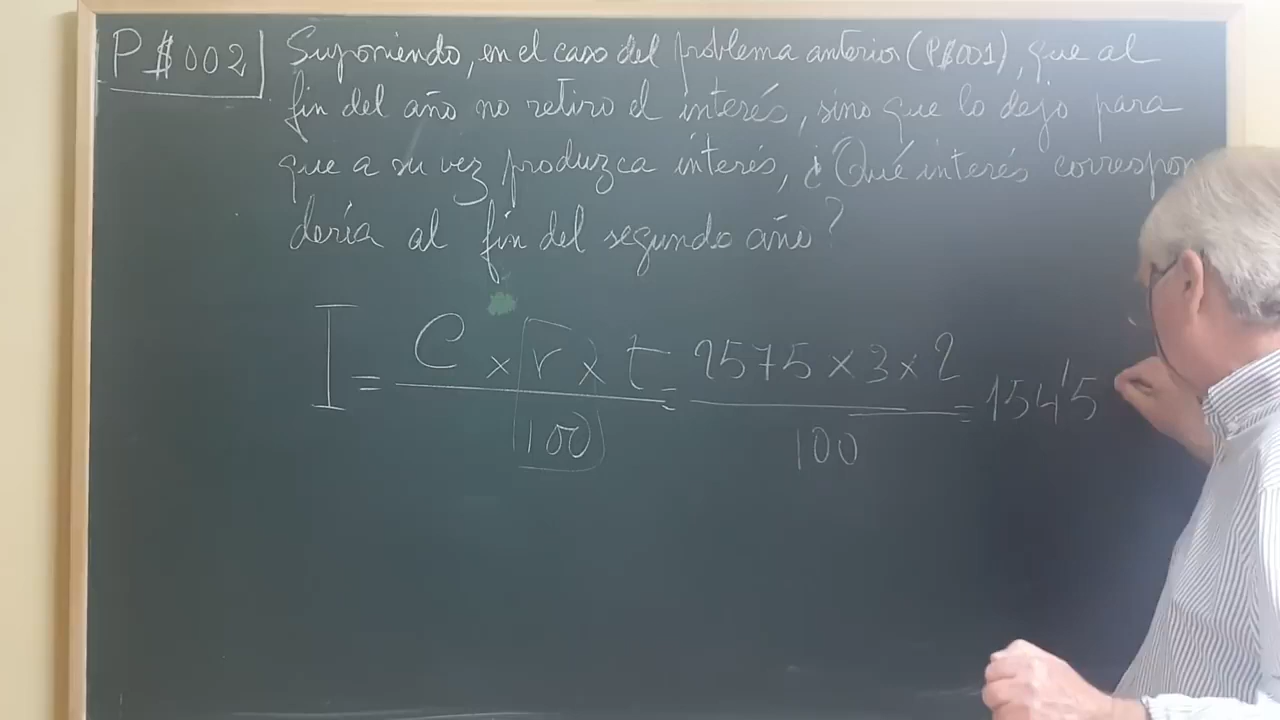 P$002 Suponiendo, en el caso del problema anterior (P$001), que al
fin del año no retiro el interés, sino que lo dejo para
que a su vez produzca interés, ¿Qué interés correspon
dería al fin del segundo año?
I = C × r × t / 100 = 2575 × 3 × 2 / 100 = 154'5